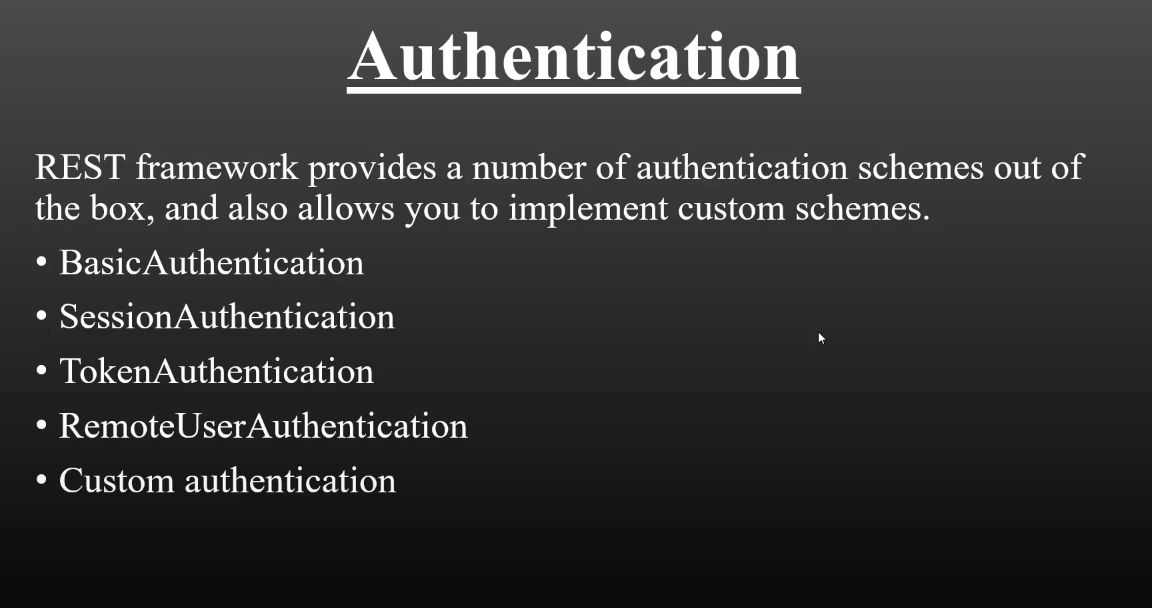 Authentication
REST framework provides a number of authentication schemes out of
the box, and also allows you to implement custom schemes.
• BasicAuthentication
• SessionAuthentication
• TokenAuthentication
• RemoteUserAuthentication
• Custom authentication